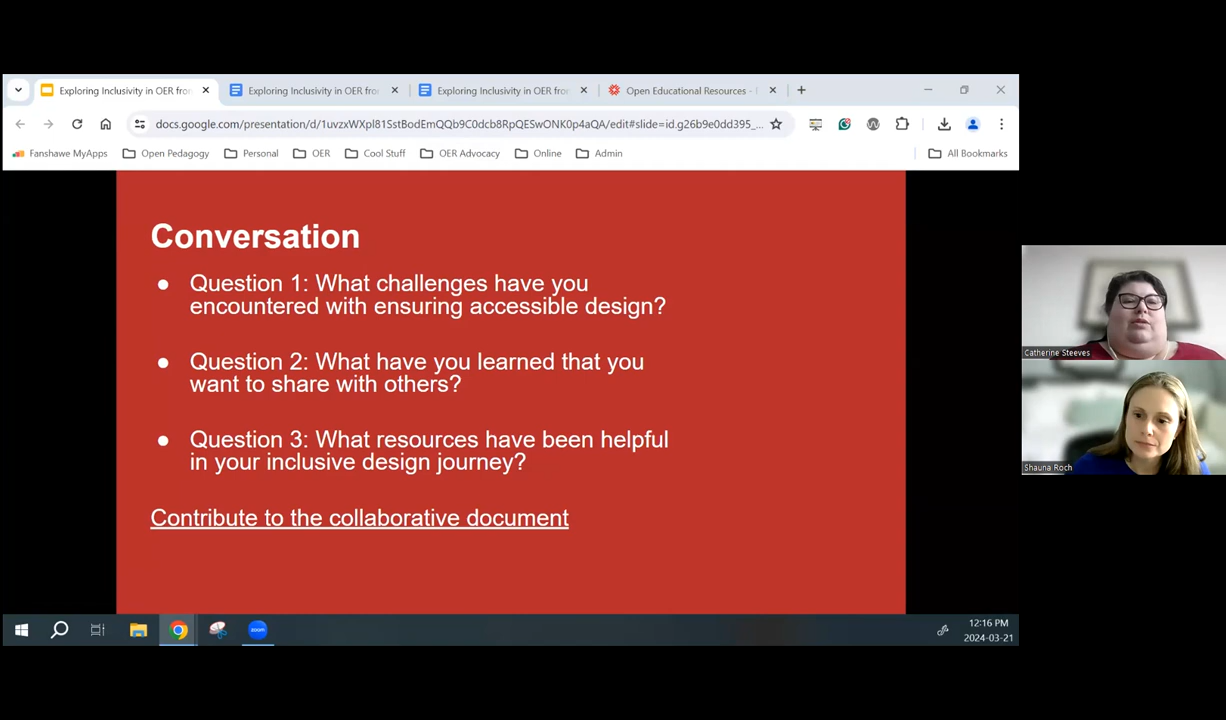 Exploring Inclusivity in OER from
Exploring Inclusivity in OER fro
Exploring Inclusivity in OER fro
Open Educational Resources -
docs.google.com/presentation/d/1uvzxWXpl81SstBodEmQQb9C0dcb8RpQESwONK0p4aQA/edit#slide=id.g26b9e0dd395_...
Fanshawe MyApps
Open Pedagogy
Personal
OER
Cool Stuff
OER Advocacy
Online
Admin
All Bookmarks
Conversation
● Question 1: What challenges have you
encountered with ensuring accessible design?
● Question 2: What have you learned that you
want to share with others?
● Question 3: What resources have been helpful
in your inclusive design journey?
Contribute to the collaborative document
Catherine Steeves
Shauna Roch
zoom
12:16 PM
2024-03-21